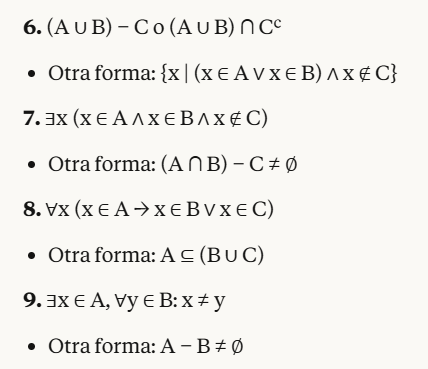 6. (A ∪ B) − C o (A ∪ B) ⋂ Cᶜ
• Otra forma: {x | (x ∈ A ∨ x ∈ B) ∧ x ∉ C}
7. ∃x (x ∈ A ∧ x ∈ B ∧ x ∉ C)
• Otra forma: (A ⋂ B) − C ≠ ∅
8. ∀x (x ∈ A → x ∈ B ∨ x ∈ C)
• Otra forma: A ⊆ (B ∪ C)
9. ∃x ∈ A, ∀y ∈ B: x ≠ y
• Otra forma: A − B ≠ ∅